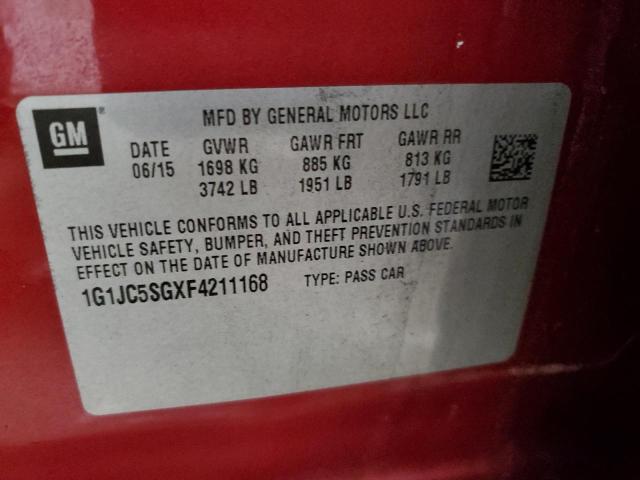 GM®
MFD BY GENERAL MOTORS LLC
DATE GVWR GAWR FRT GAWR RR
06/15 1698 KG 885 KG 813 KG
3742 LB 1951 LB 1791 LB
THIS VEHICLE CONFORMS TO ALL APPLICABLE U.S. FEDERAL MOTOR
VEHICLE SAFETY, BUMPER, AND THEFT PREVENTION STANDARDS IN
EFFECT ON THE DATE OF MANUFACTURE SHOWN ABOVE.
1G1JC5SGXF4211168 TYPE: PASS CAR